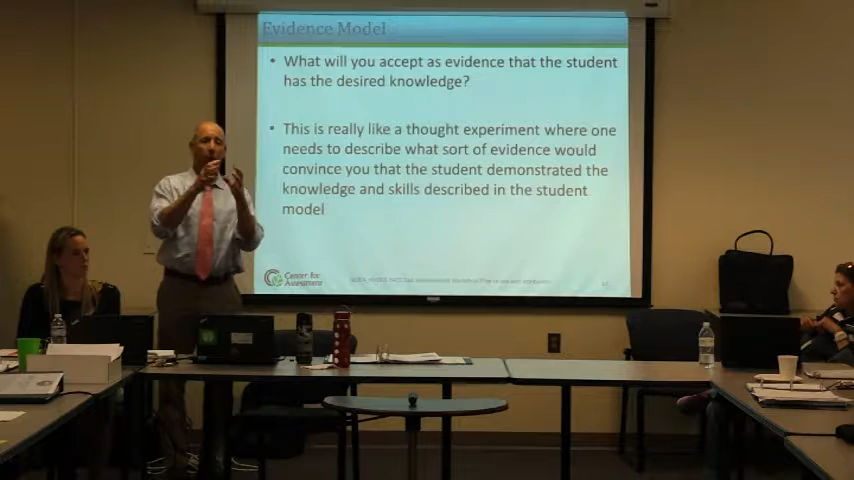 Evidence Model
• What will you accept as evidence that the student
has the desired knowledge?
• This is really like a thought experiment where one
needs to describe what sort of evidence would
convince you that the student demonstrated the
knowledge and skills described in the student
model
Center for
Assessment